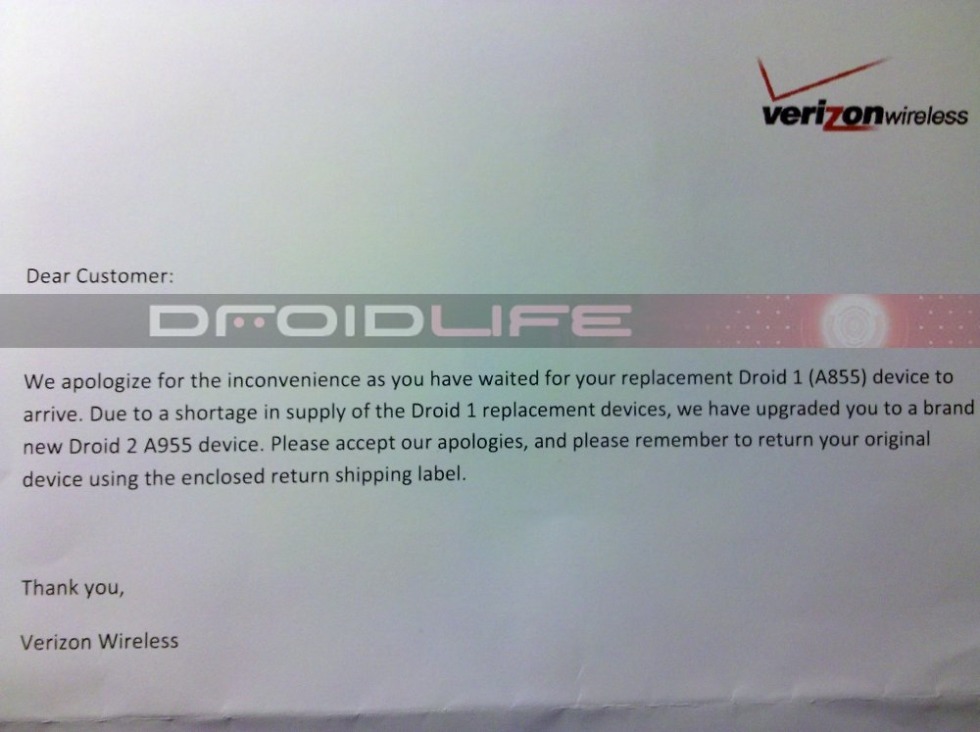 verizonwireless
Dear Customer:
DROIDLIFE
We apologize for the inconvenience as you have waited for your replacement Droid 1 (A855) device to
arrive. Due to a shortage in supply of the Droid 1 replacement devices, we have upgraded you to a brand
new Droid 2 A955 device. Please accept our apologies, and please remember to return your original
device using the enclosed return shipping label.
Thank you,
Verizon Wireless